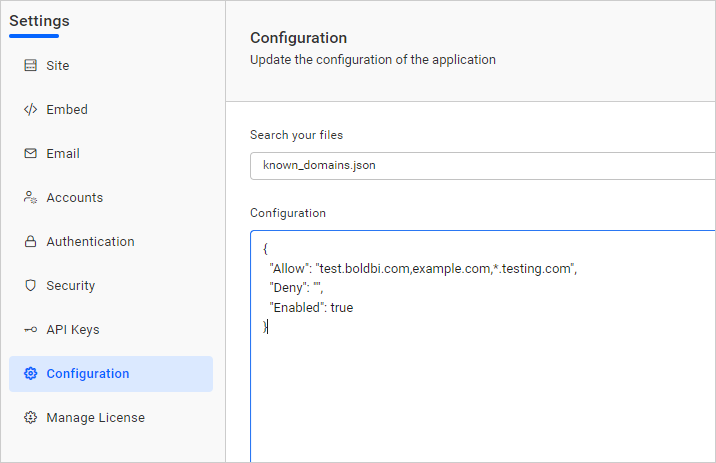 Settings
Site
Embed
Email
Accounts
Authentication
Security
API Keys
Configuration
Manage License
Configuration
Update the configuration of the application
Search your files
known_domains.json
Configuration
{
"Allow": "test.boldbi.com,example.com,*.testing.com",
"Deny": "",
"Enabled": true
}